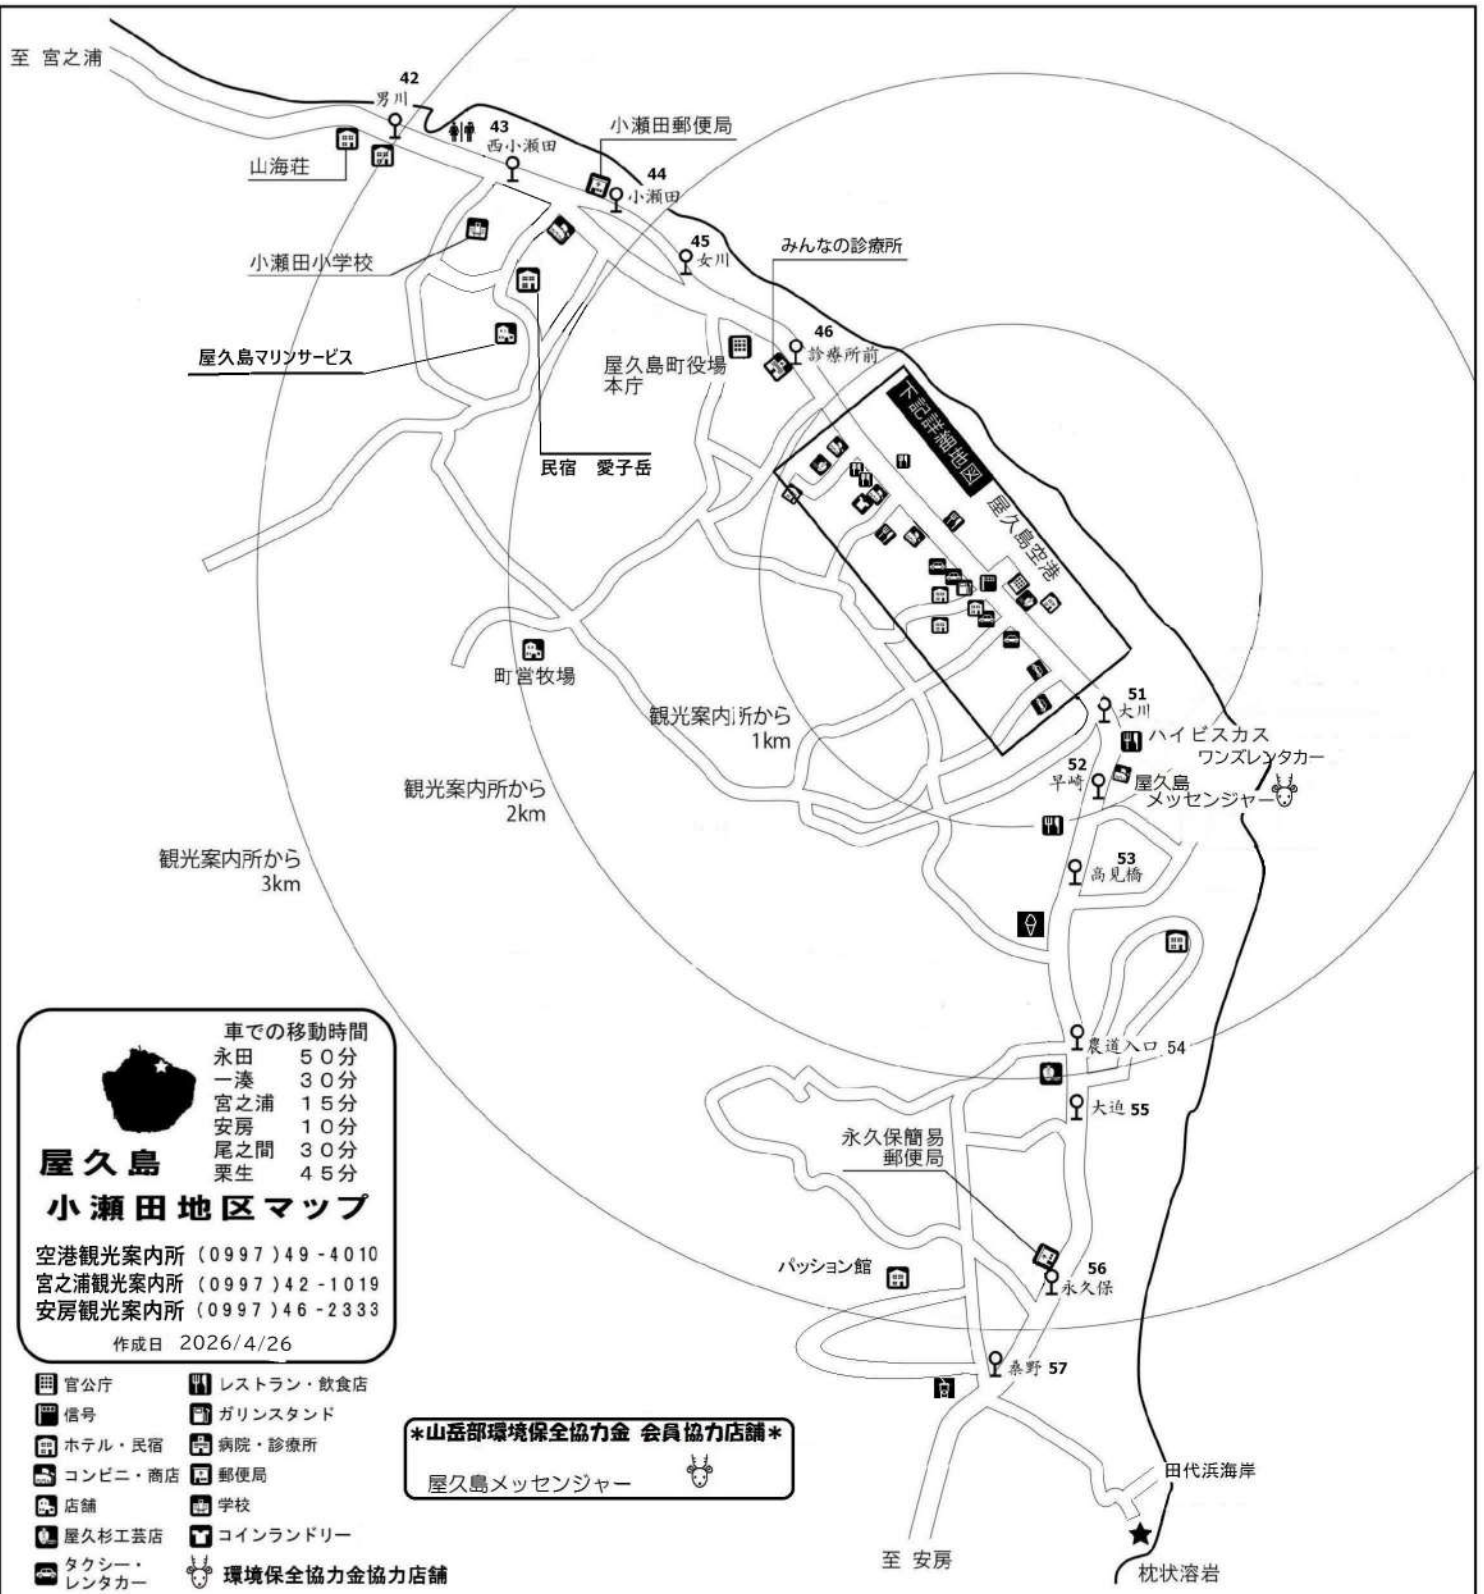 至 宮之浦
42
男川
43
西小瀬田
小瀬田郵便局
44
小瀬田
山海荘
45
女川
みんなの診療所
小瀬田小学校
46
診療所前
屋久島マリンサービス
屋久島町役場
本庁
下記詳細地図
民宿 愛子岳
屋久島空港
町営牧場
観光案内所から
1km
51
大川
ハイビスカス
ワンズレンタカー
52
早崎
屋久島
メッセンジャー
観光案内所から
2km
53
高見橋
観光案内所から
3km
農道入口 54
大迫 55
永久保簡易
郵便局
パッション館
56
永久保
桑野 57
田代浜海岸
枕状溶岩
至 安房
車での移動時間
永田 50分
一湊 30分
宮之浦 15分
安房 10分
尾之間 30分
栗生 45分
屋久島
小瀬田地区マップ
空港観光案内所 (0997)49-4010
宮之浦観光案内所 (0997)42-1019
安房観光案内所 (0997)46-2333
作成日 2026/4/26
官公庁 レストラン・飲食店
信号 ガリンスタンド
ホテル・民宿 病院・診療所
コンビニ・商店 郵便局
店舗 学校
屋久杉工芸店 コインランドリー
タクシー・
レンタカー
環境保全協力金協力店舗
*山岳部環境保全協力金 会員協力店舗*
屋久島メッセンジャー